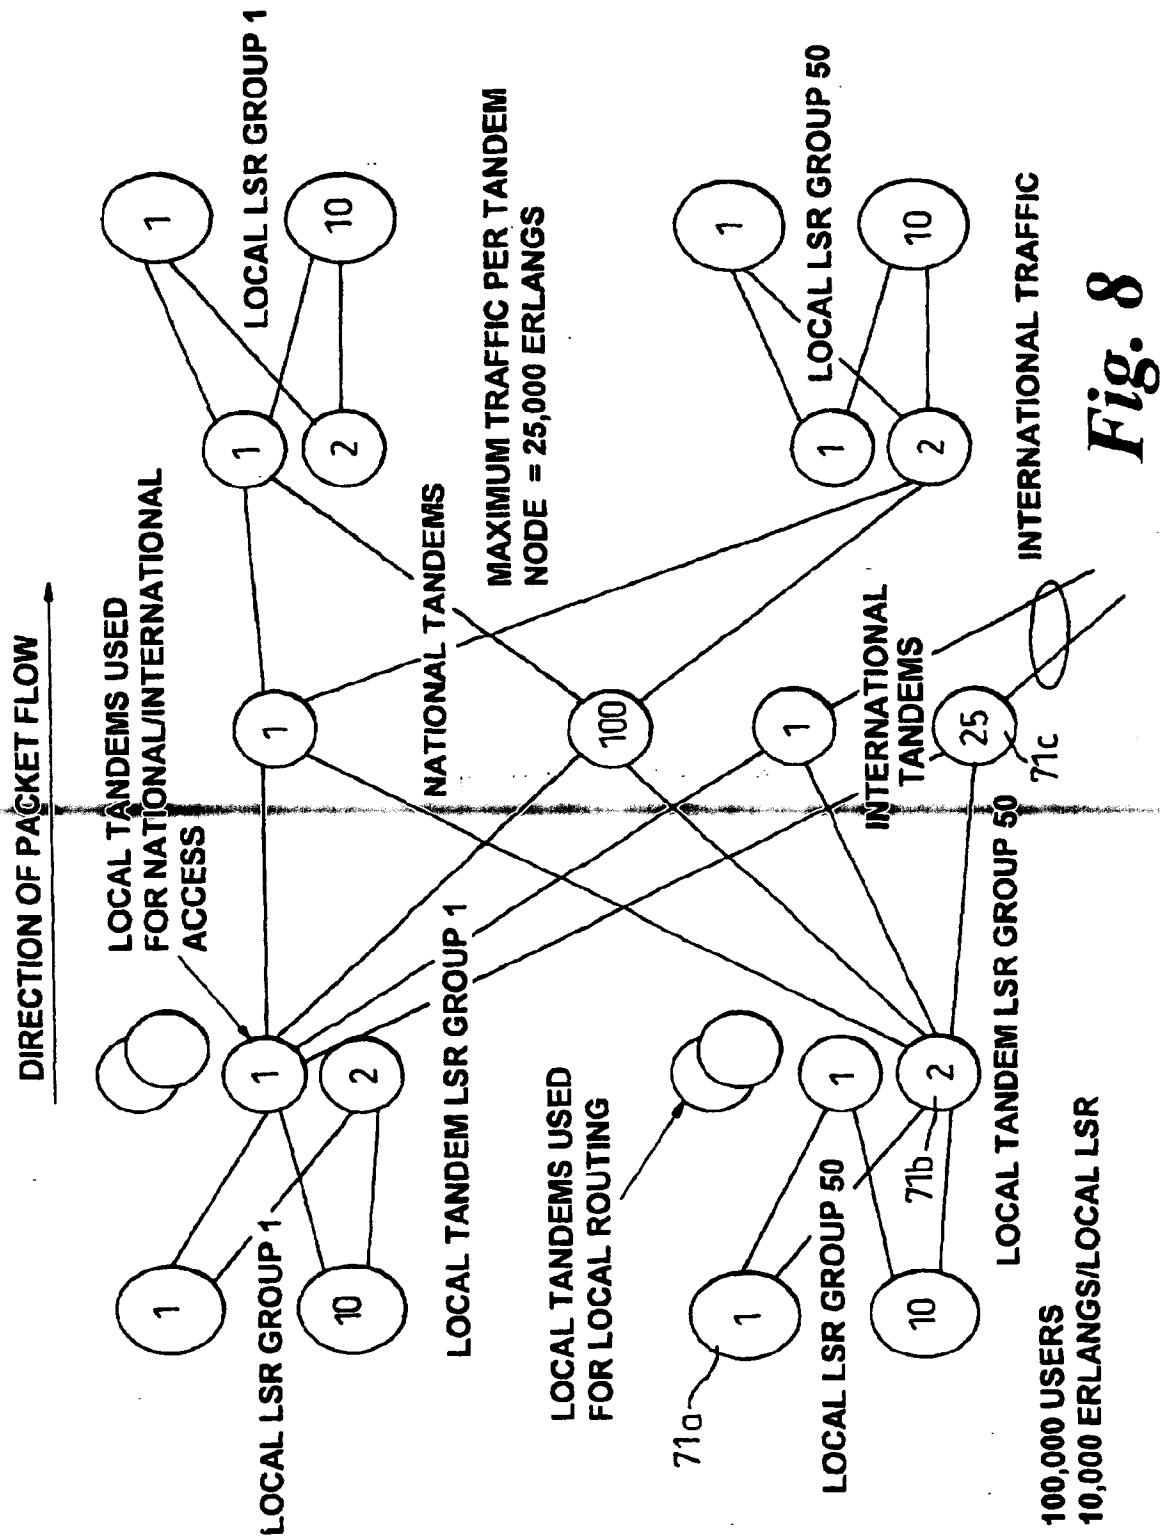 DIRECTION OF PACKET FLOW
LOCAL TANDEMS USED
FOR NATIONAL/INTERNATIONAL
ACCESS
1
10
LOCAL LSR GROUP 1
1
2
LOCAL TANDEM LSR GROUP 1
1
NATIONAL TANDEMS
100
1
2
1
10
LOCAL LSR GROUP 1
MAXIMUM TRAFFIC PER TANDEM
NODE = 25,000 ERLANGS
LOCAL TANDEMS USED
FOR LOCAL ROUTING
71a
1
10
LOCAL LSR GROUP 50
1
2
71b
LOCAL TANDEM LSR GROUP 50
1
INTERNATIONAL
TANDEMS
25
71c
1
2
1
10
LOCAL LSR GROUP 50
INTERNATIONAL TRAFFIC
100,000 USERS
10,000 ERLANGS/LOCAL LSR
Fig. 8